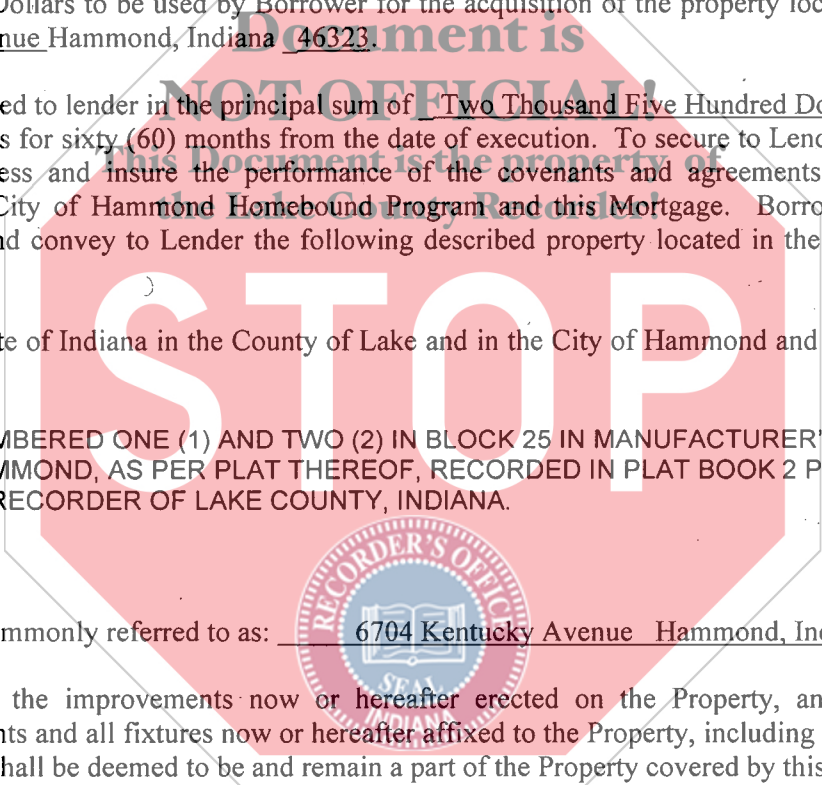 Dollars to be used by Borrower for the acquisition of the property loc
nue Hammond, Indiana 46323.
Document is
NOT OFFICIAL!
This Document is the property of
the Lake County Recorder!
ed to lender in the principal sum of Two Thousand Five Hundred Do
s for sixty (60) months from the date of execution. To secure to Lend
ess and insure the performance of the covenants and agreements
City of Hammond Homebound Program and this Mortgage. Borro
nd convey to Lender the following described property located in the
STOP
te of Indiana in the County of Lake and in the City of Hammond and
MBERED ONE (1) AND TWO (2) IN BLOCK 25 IN MANUFACTURER'
MMOND, AS PER PLAT THEREOF, RECORDED IN PLAT BOOK 2 P
RECORDER OF LAKE COUNTY, INDIANA.
RECORDER'S OFFICE
SEAL
INDIANA
mmonly referred to as: 6704 Kentucky Avenue Hammond, Ind
the improvements now or hereafter erected on the Property, an
nts and all fixtures now or hereafter affixed to the Property, including
hall be deemed to be and remain a part of the Property covered by this